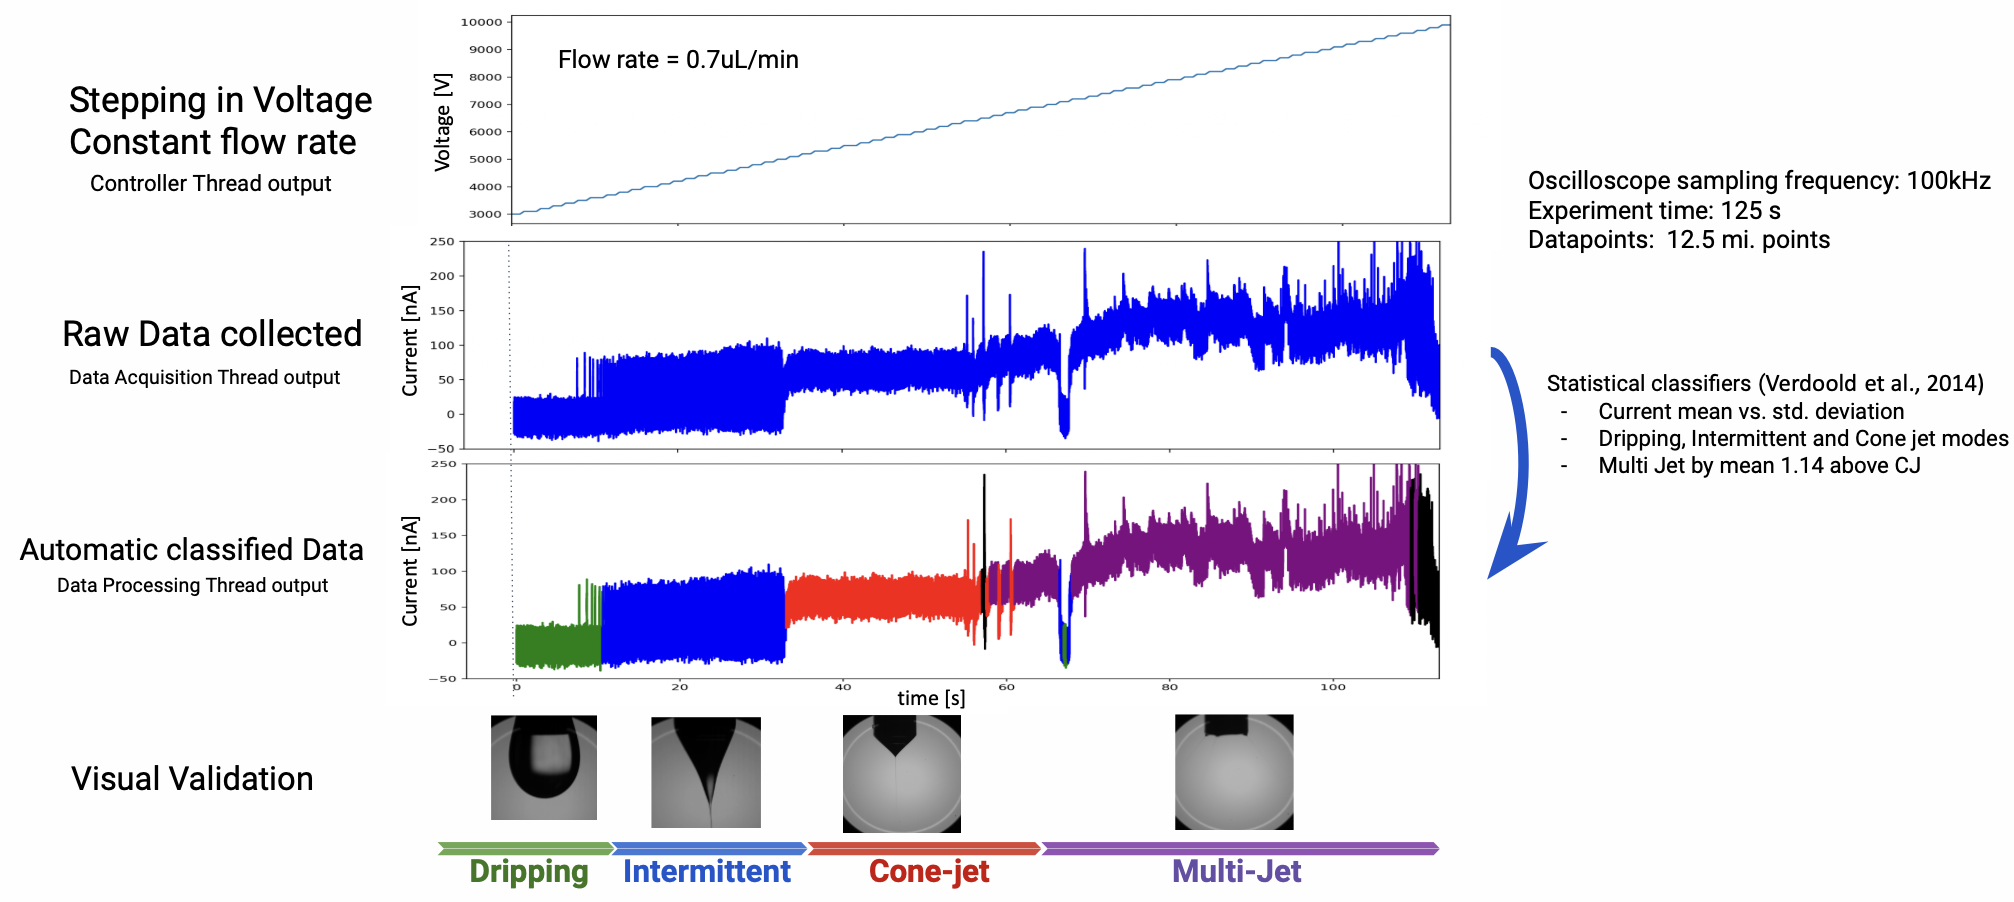 Stepping in Voltage
Constant flow rate
Controller Thread output
Voltage [V]
10000
9000
8000
7000
6000
5000
4000
3000
Flow rate = 0.7uL/min
Raw Data collected
Data Acquisition Thread output
Current [nA]
250
200
150
100
50
0
−50
Oscilloscope sampling frequency: 100kHz
Experiment time: 125 s
Datapoints: 12.5 mi. points
Statistical classifiers (Verdoold et al., 2014)
- Current mean vs. std. deviation
- Dripping, Intermittent and Cone jet modes
- Multi Jet by mean 1.14 above CJ
Automatic classified Data
Data Processing Thread output
Current [nA]
250
200
150
100
50
0
−50
0 20 40 60 80 100
time [s]
Visual Validation
Dripping Intermittent Cone-jet Multi-Jet